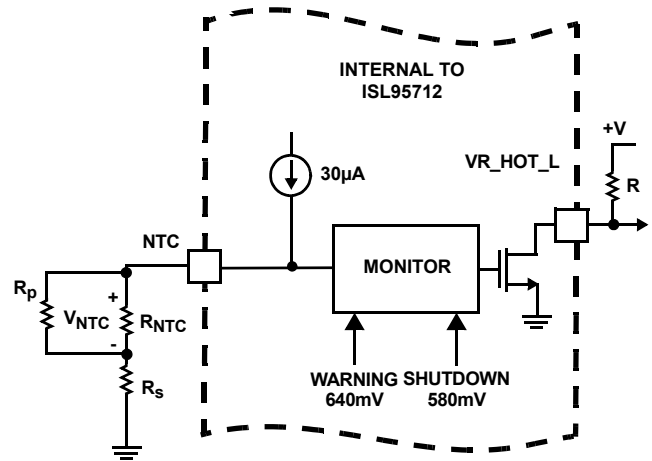 INTERNAL TO
ISL95712
+V
VR_HOT_L
R
30µA
NTC
MONITOR
Rp
+
VNTC
RNTC
-
Rs
WARNING
640mV
SHUTDOWN
580mV